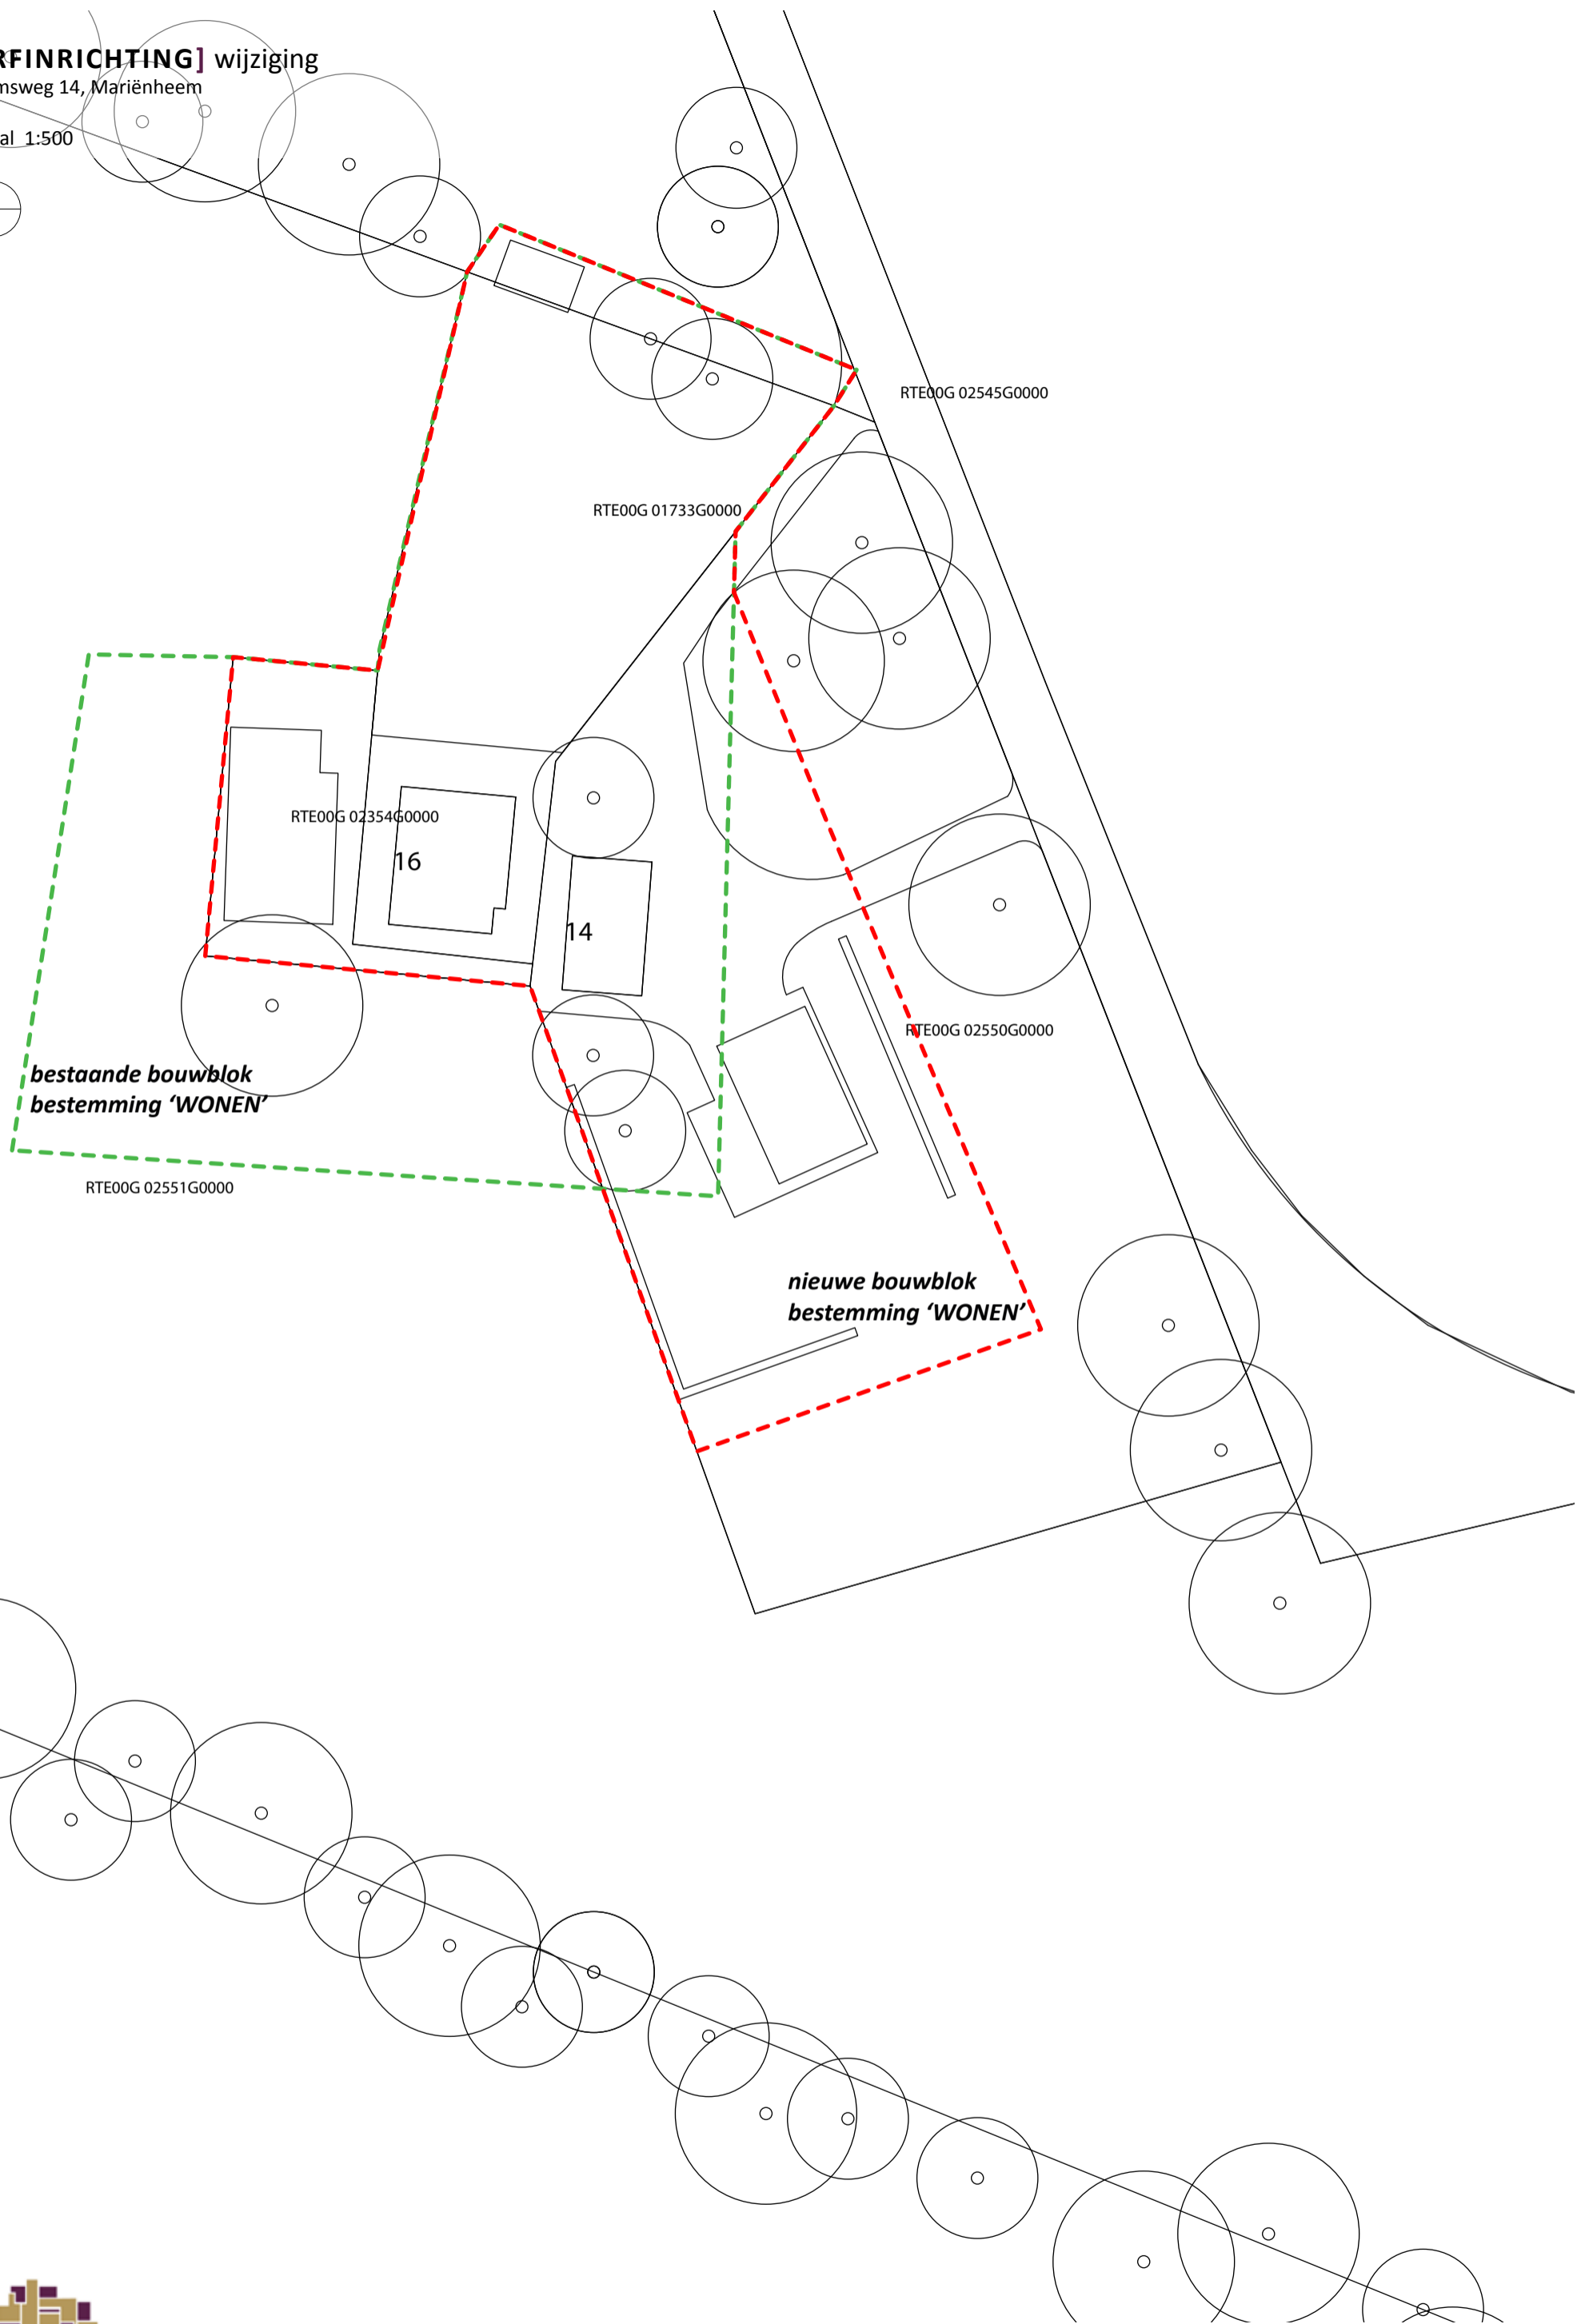 RFINRICHTING] wijziging
msweg 14, Mariënheem
al 1:500
RTE00G 02545G0000
RTE00G 01733G0000
RTE00G 02354G0000
16
14
RTE00G 02550G0000
bestaande bouwblok
bestemming ‘WONEN’
RTE00G 02551G0000
nieuwe bouwblok
bestemming ‘WONEN’